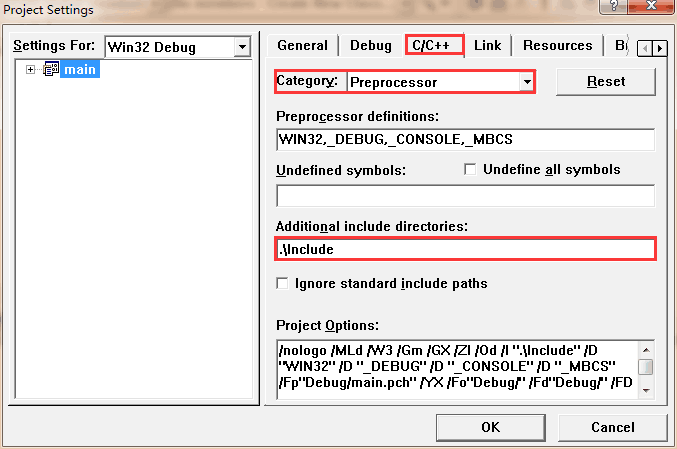 Project Settings
Settings For: Win32 Debug
main
General Debug C/C++ Link Resources
Category: Preprocessor Reset
Preprocessor definitions:
WIN32,_DEBUG,_CONSOLE,_MBCS
Undefined symbols: Undefine all symbols
Additional include directories:
.\Include
Ignore standard include paths
Project Options:
/nologo /MLd /W3 /Gm /GX /ZI /Od /I ".\Include" /D
"WIN32" /D "_DEBUG" /D "_CONSOLE" /D "_MBCS"
/Fp"Debug/main.pch" /YX /Fo"Debug/" /Fd"Debug/" /FD
OK Cancel